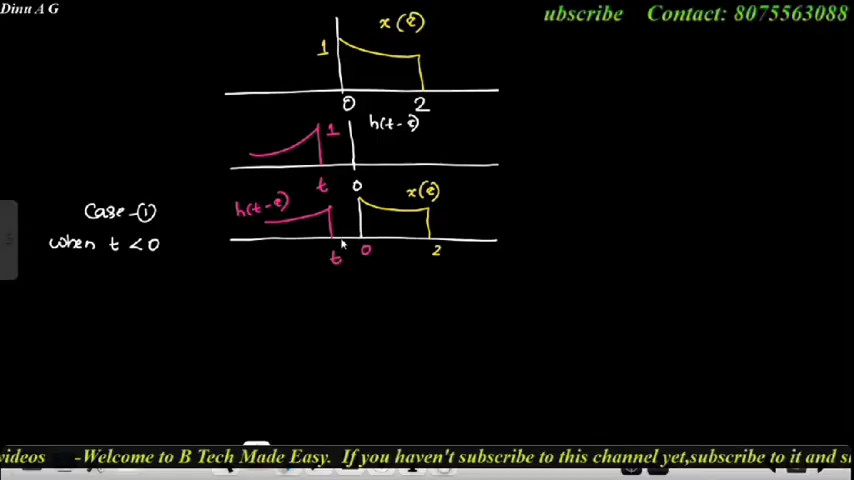 Dinu A G
ubscribe Contact: 8075563088
x(τ)
1
0 2
h(t-τ)
1
t 0
Case-①
when t < 0
h(t-τ) x(τ)
t 0 2
videos -Welcome to B Tech Made Easy. If you haven't subscribe to this channel yet,subscribe to it and s